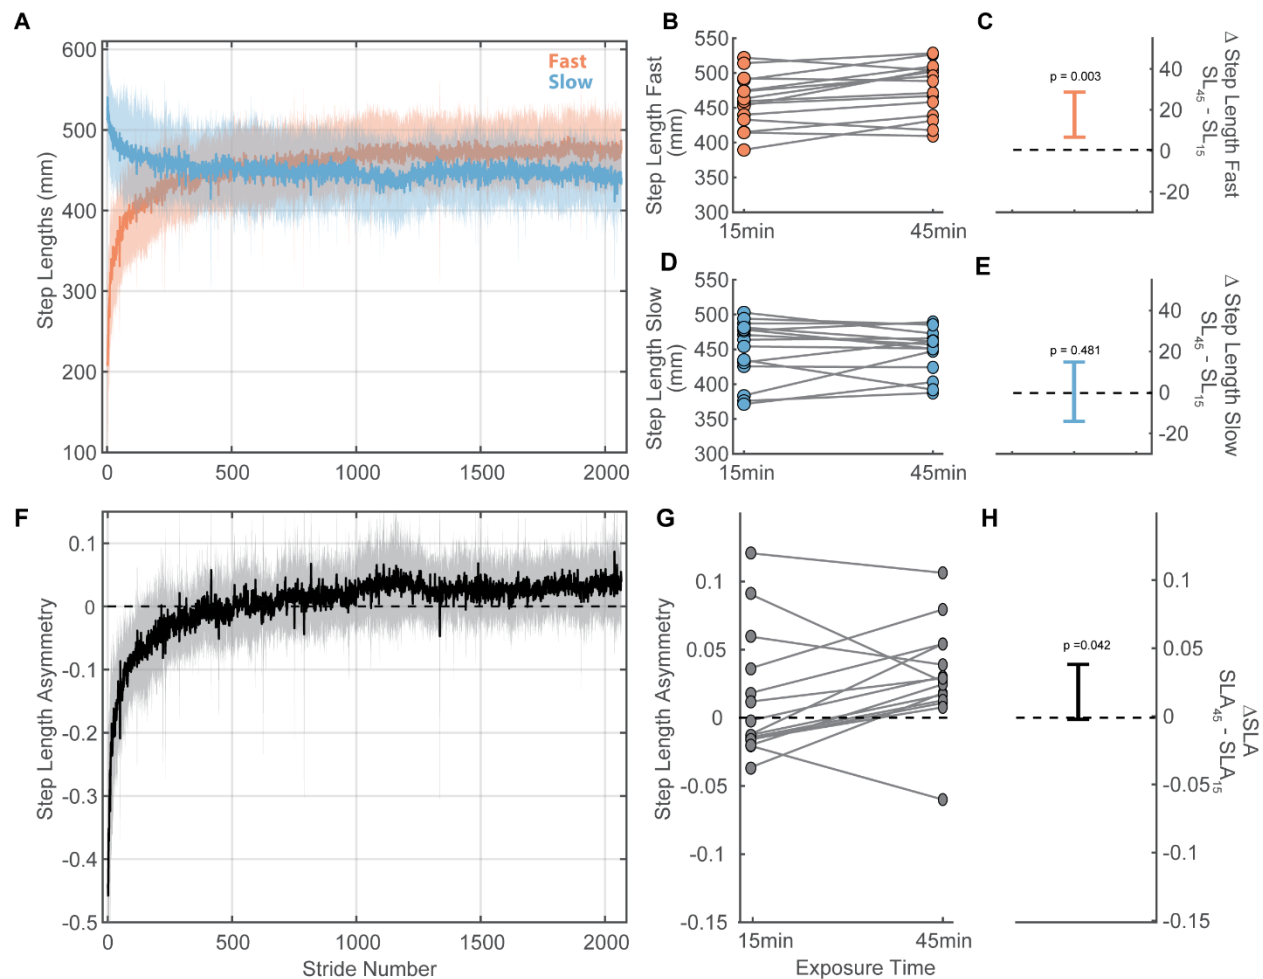 A
600
500
400
300
200
100
Step Lengths (mm)
Fast
Slow
0
500
1000
1500
2000
B
550
500
450
400
350
300
Step Length Fast
(mm)
15min
45min
C
p = 0.003
40
20
0
-20
Δ Step Length Fast
SL45 - SL15
D
550
500
450
400
350
300
Step Length Slow
(mm)
15min
45min
E
p = 0.481
40
20
0
-20
Δ Step Length Slow
SL45 - SL15
F
0.1
0
-0.1
-0.2
-0.3
-0.4
-0.5
Step Length Asymmetry
0
500
1000
1500
2000
Stride Number
G
0.1
0.05
0
-0.05
-0.1
-0.15
Step Length Asymmetry
15min
45min
Exposure Time
H
p =0.042
0.1
0.05
0
-0.05
-0.1
-0.15
ΔSLA
SLA45 - SLA15